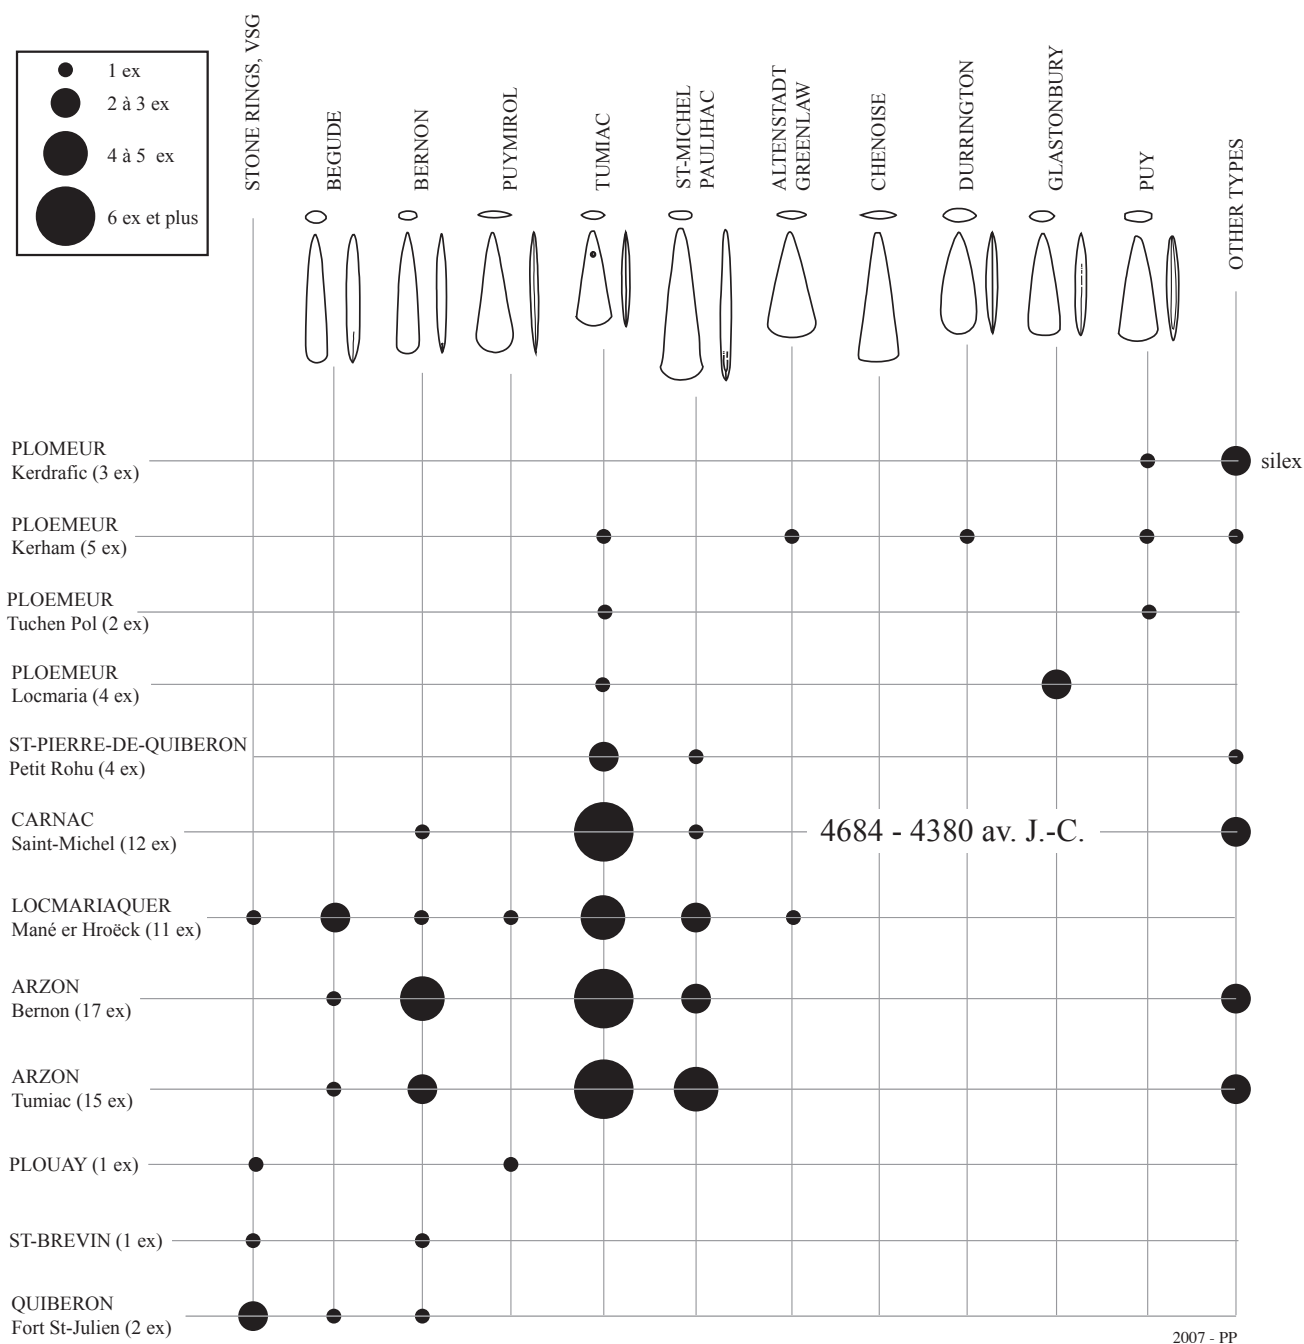 1 ex
2 à 3 ex
4 à 5 ex
6 ex et plus
STONE RINGS, VSG
BEGUDE
BERNON
PUYMIROL
TUMIAC
ST-MICHEL
PAULIHAC
ALTENSTADT
GREENLAW
CHENOISE
DURRINGTON
GLASTONBURY
PUY
OTHER TYPES
PLOMEUR
Kerdrafic (3 ex)
silex
PLOEMEUR
Kerham (5 ex)
PLOEMEUR
Tuchen Pol (2 ex)
PLOEMEUR
Locmaria (4 ex)
ST-PIERRE-DE-QUIBERON
Petit Rohu (4 ex)
CARNAC
Saint-Michel (12 ex)
4684 - 4380 av. J.-C.
LOCMARIAQUER
Mané er Hroëck (11 ex)
ARZON
Bernon (17 ex)
ARZON
Tumiac (15 ex)
PLOUAY (1 ex)
ST-BREVIN (1 ex)
QUIBERON
Fort St-Julien (2 ex)
2007 - PP